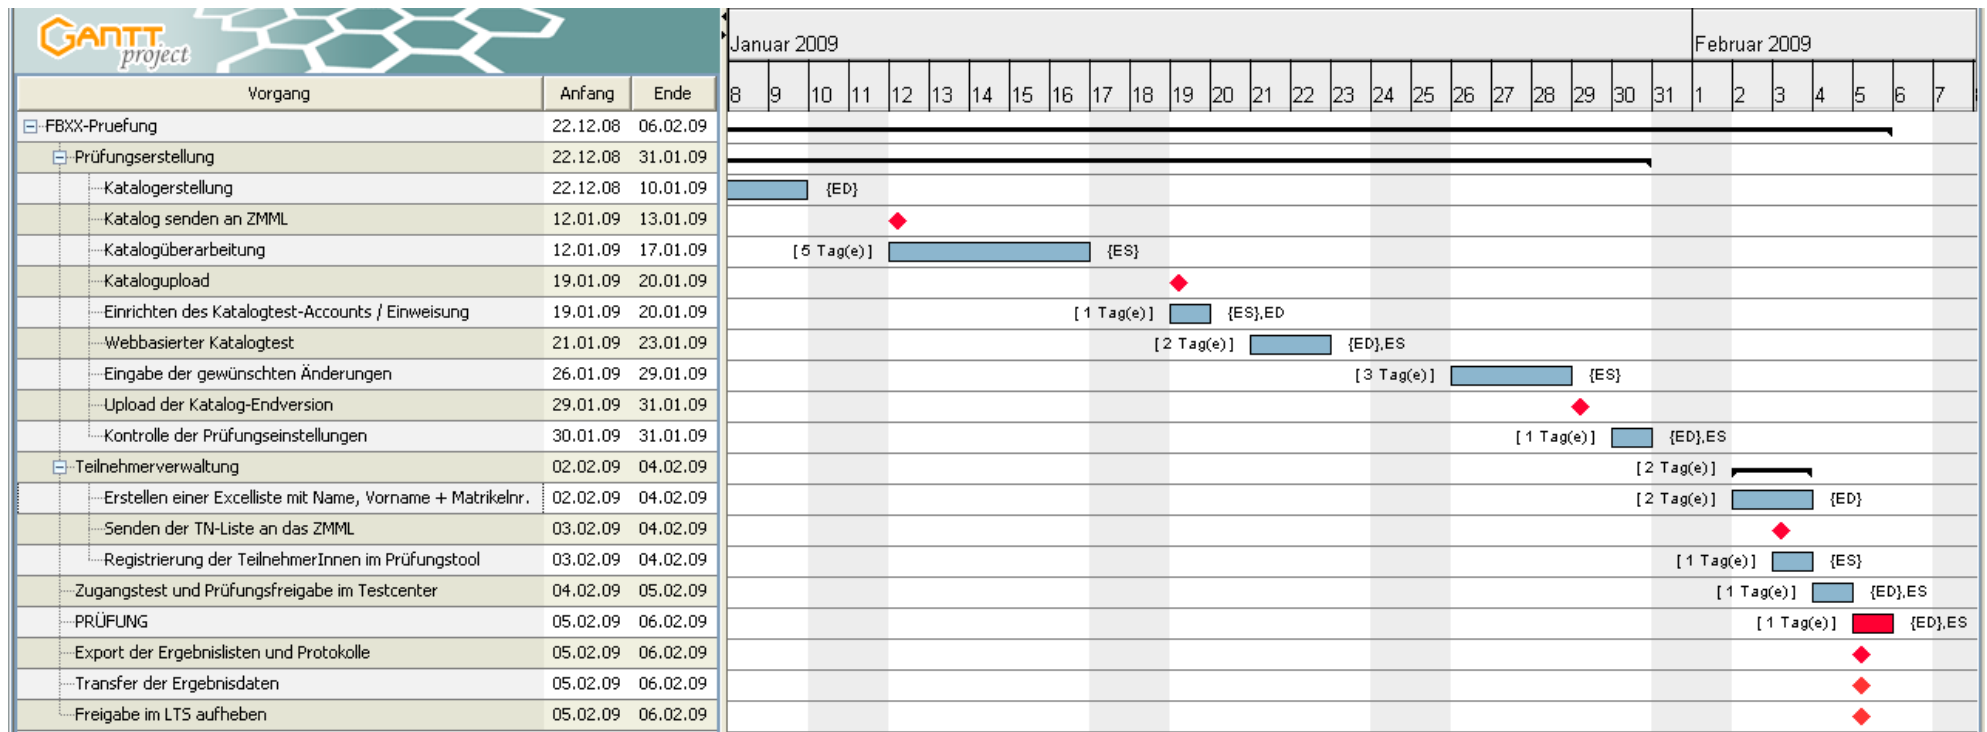 GANTT
project
Januar 2009 Februar 2009
Vorgang Anfang Ende 8 9 10 11 12 13 14 15 16 17 18 19 20 21 22 23 24 25 26 27 28 29 30 31 1 2 3 4 5 6 7
FBXX-Pruefung 22.12.08 06.02.09
Prüfungserstellung 22.12.08 31.01.09
Katalogerstellung 22.12.08 10.01.09 {ED}
Katalog senden an ZMML 12.01.09 13.01.09
Katalogüberarbeitung 12.01.09 17.01.09 [5 Tag(e)] {ES}
Katalogupload 19.01.09 20.01.09
Einrichten des Katalogtest-Accounts / Einweisung 19.01.09 20.01.09 [1 Tag(e)] {ES},ED
Webbasierter Katalogtest 21.01.09 23.01.09 [2 Tag(e)] {ED},ES
Eingabe der gewünschten Änderungen 26.01.09 29.01.09 [3 Tag(e)] {ES}
Upload der Katalog-Endversion 29.01.09 31.01.09
Kontrolle der Prüfungseinstellungen 30.01.09 31.01.09 [1 Tag(e)] {ED},ES
Teilnehmerverwaltung 02.02.09 04.02.09 [2 Tag(e)]
Erstellen einer Excelliste mit Name, Vorname + Matrikelnr. 02.02.09 04.02.09 [2 Tag(e)] {ED}
Senden der TN-Liste an das ZMML 03.02.09 04.02.09
Registrierung der TeilnehmerInnen im Prüfungstool 03.02.09 04.02.09 [1 Tag(e)] {ES}
Zugangstest und Prüfungsfreigabe im Testcenter 04.02.09 05.02.09 [1 Tag(e)] {ED},ES
PRÜFUNG 05.02.09 06.02.09 [1 Tag(e)] {ED},ES
Export der Ergebnislisten und Protokolle 05.02.09 06.02.09
Transfer der Ergebnisdaten 05.02.09 06.02.09
Freigabe im LTS aufheben 05.02.09 06.02.09